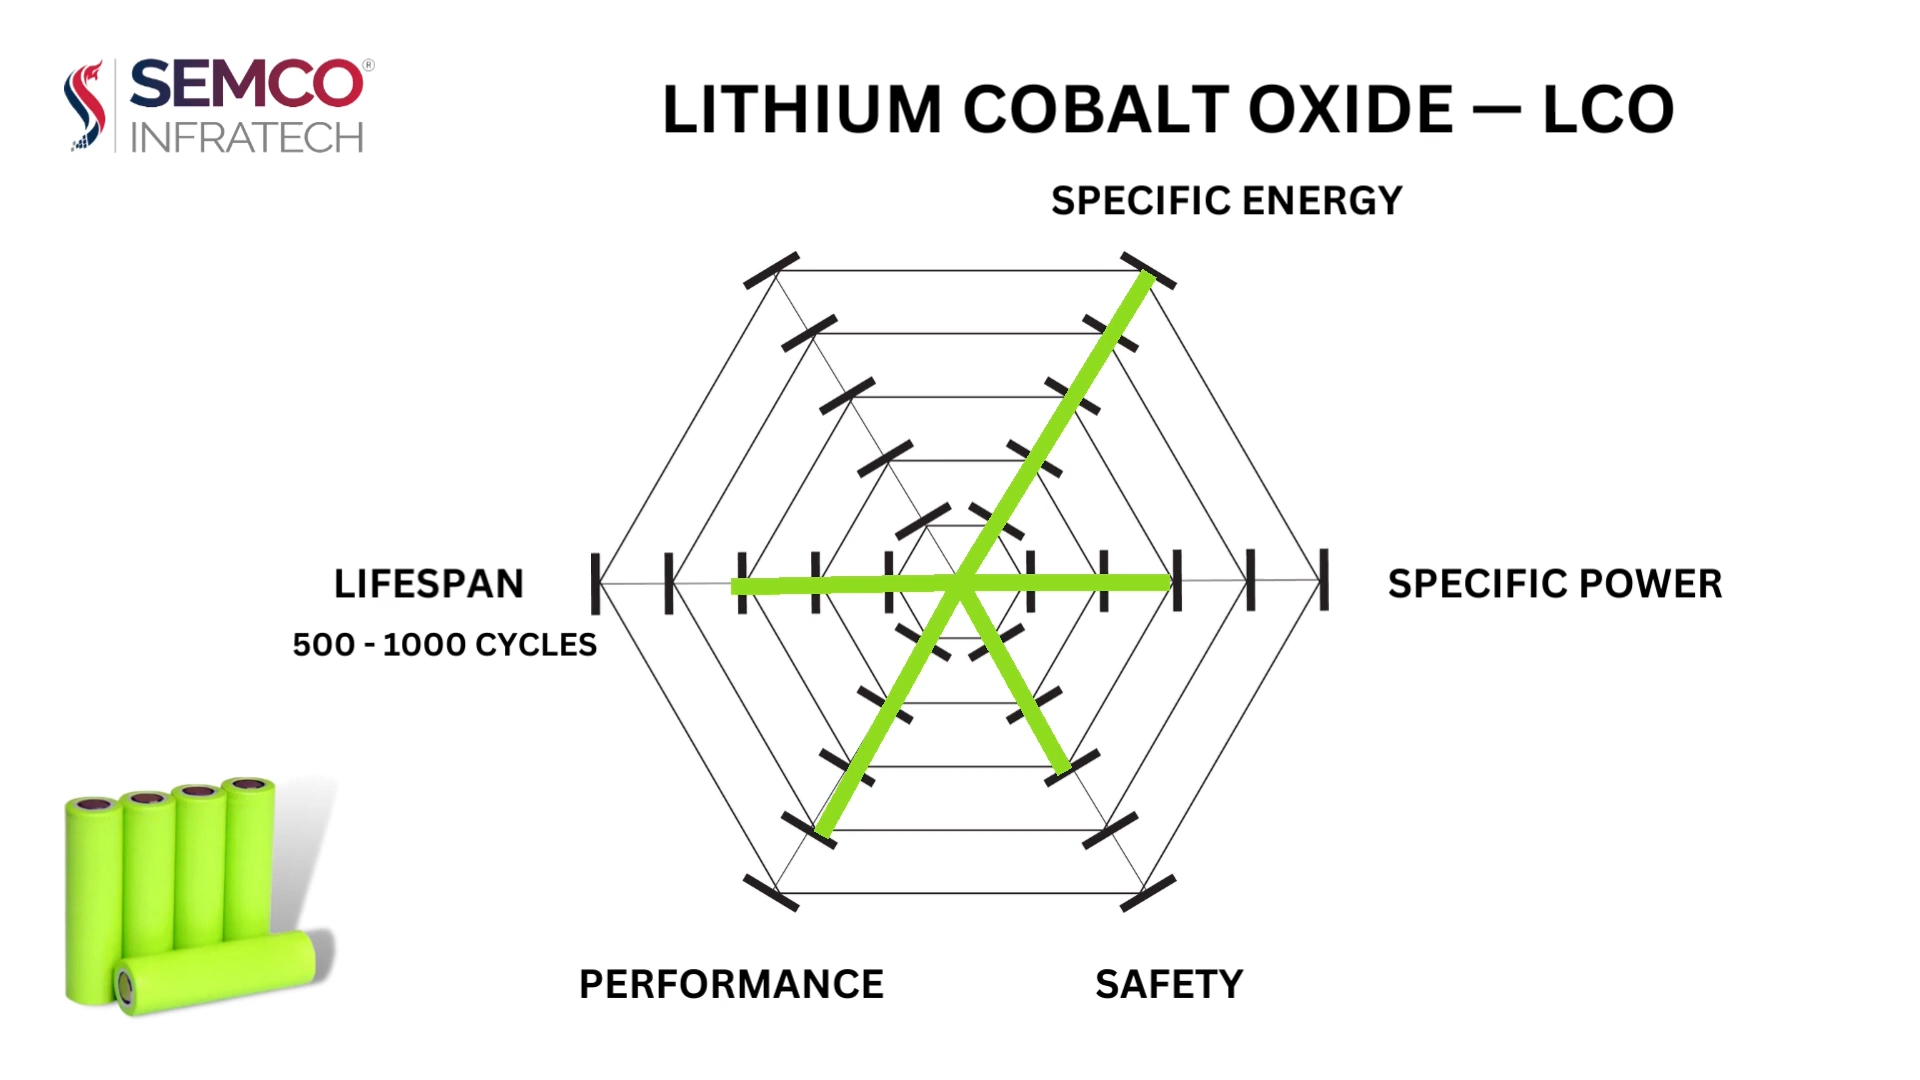 SEMCO®
INFRATECH
LITHIUM COBALT OXIDE — LCO
SPECIFIC ENERGY
LIFESPAN
500 - 1000 CYCLES
SPECIFIC POWER
PERFORMANCE
SAFETY